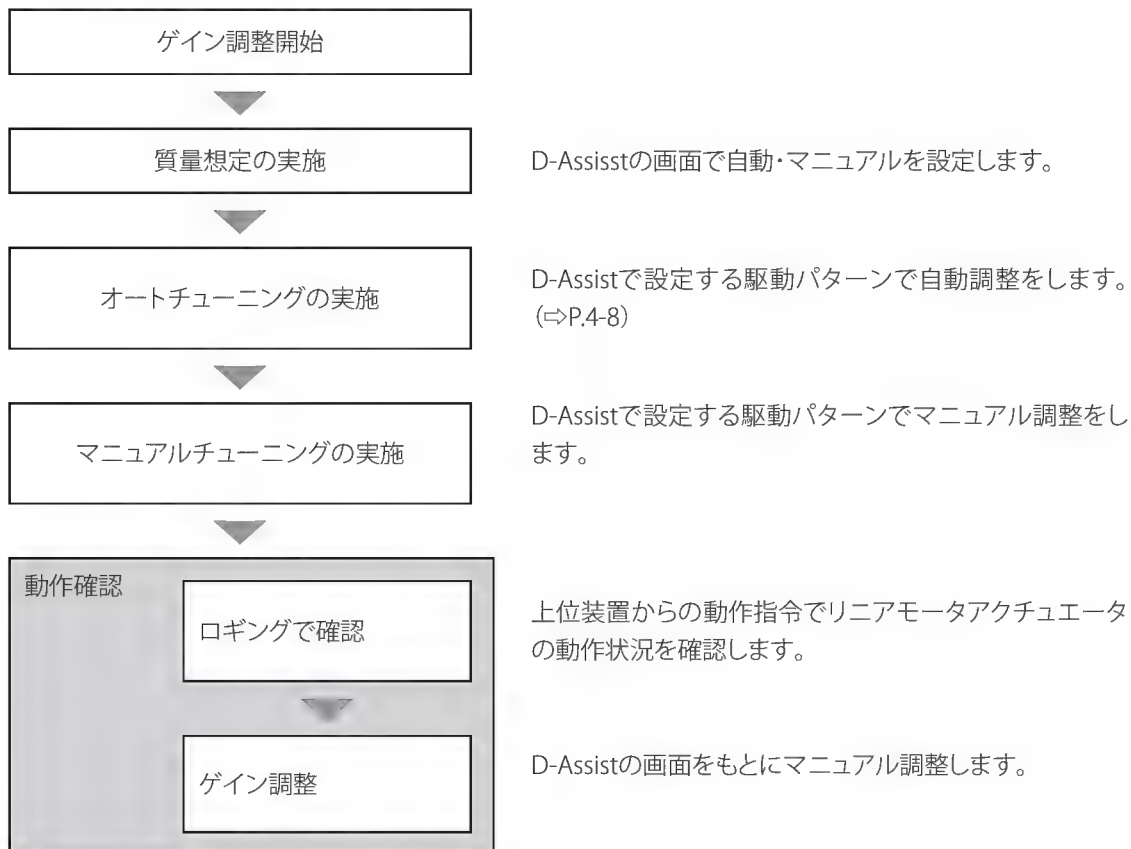 ゲイン調整開始
質量想定の実施
D-Assisstの画面で自動・マニュアルを設定します。
オートチューニングの実施
D-Assistで設定する駆動パターンで自動調整をします。
(⇨P.4-8)
マニュアルチューニングの実施
D-Assistで設定する駆動パターンでマニュアル調整をし
ます。
動作確認
ロギングで確認
上位装置からの動作指令でリニアモータアクチュエータ
の動作状況を確認します。
ゲイン調整
D-Assistの画面をもとにマニュアル調整します。